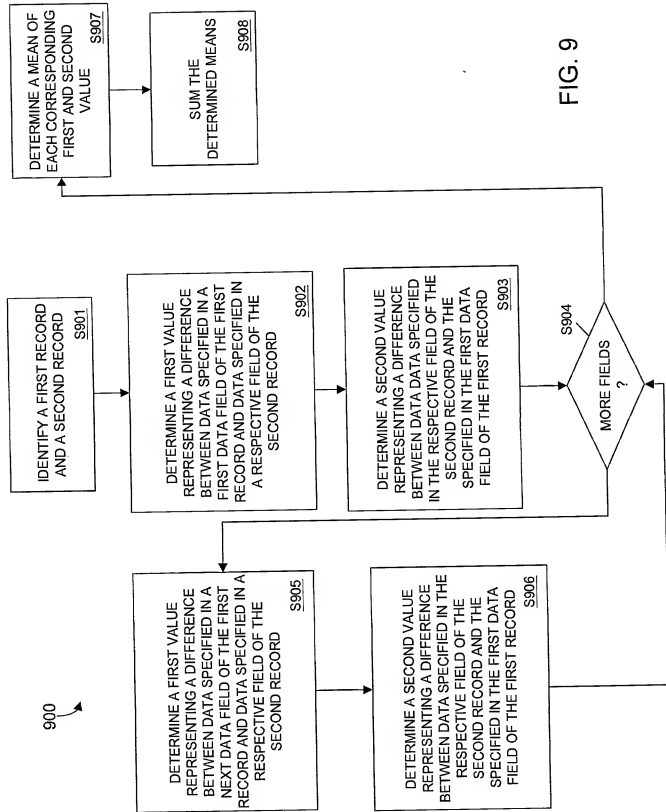 900
IDENTIFY A FIRST RECORD
AND A SECOND RECORD
S901
DETERMINE A FIRST VALUE
REPRESENTING A DIFFERENCE
BETWEEN DATA SPECIFIED IN A
FIRST DATA FIELD OF THE FIRST
RECORD AND DATA SPECIFIED IN
A RESPECTIVE FIELD OF THE
SECOND RECORD
S902
DETERMINE A SECOND VALUE
REPRESENTING A DIFFERENCE
BETWEEN DATA DATA SPECIFIED
IN THE RESPECTIVE FIELD OF THE
SECOND RECORD AND THE
SPECIFIED IN THE FIRST DATA
FIELD OF THE FIRST RECORD
S903
S904
MORE FIELDS
?
DETERMINE A FIRST VALUE
REPRESENTING A DIFFERENCE
BETWEEN DATA SPECIFIED IN A
NEXT DATA FIELD OF THE FIRST
RECORD AND DATA SPECIFIED IN A
RESPECTIVE FIELD OF THE
SECOND RECORD
S905
DETERMINE A SECOND VALUE
REPRESENTING A DIFFERENCE
BETWEEN DATA SPECIFIED IN THE
RESPECTIVE FIELD OF THE
SECOND RECORD AND THE
SPECIFIED IN THE FIRST DATA
FIELD OF THE FIRST RECORD
S906
DETERMINE A MEAN OF
EACH CORRESPONDING
FIRST AND SECOND
VALUE
S907
SUM THE
DETERMINED MEANS
S908
FIG. 9